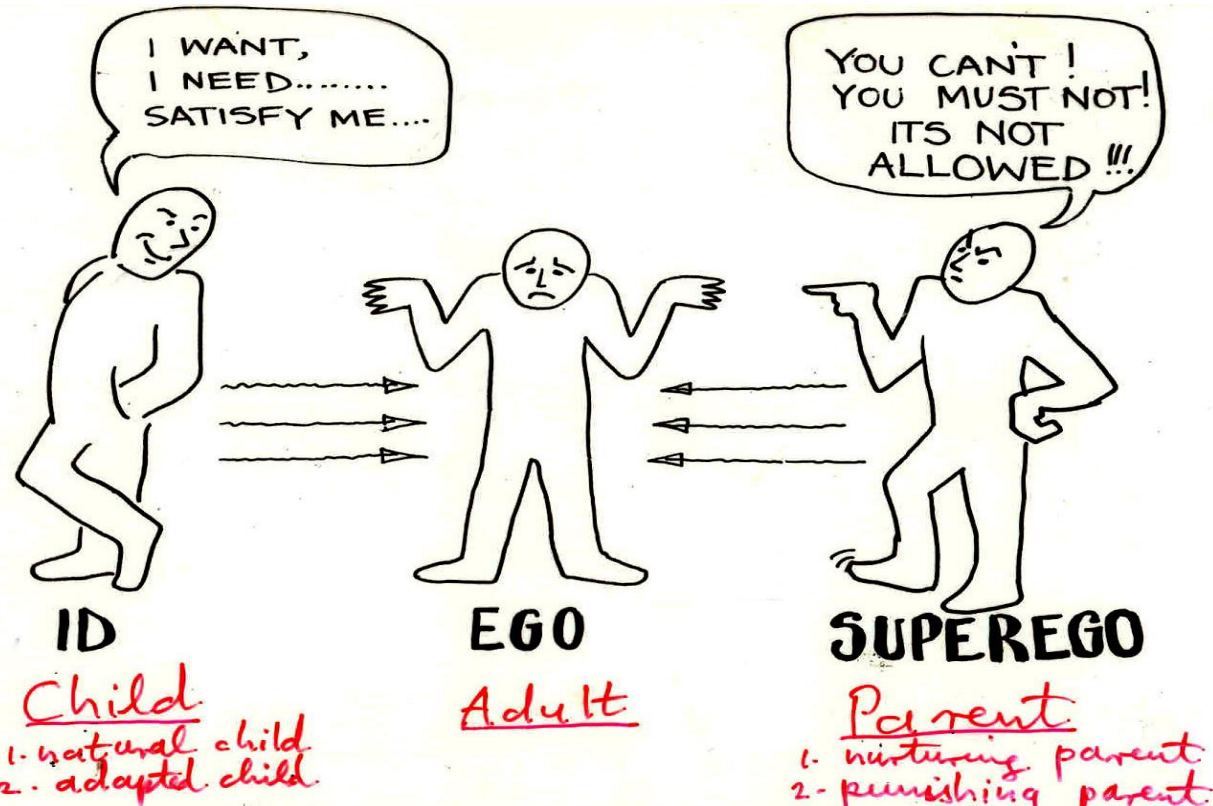 I WANT,
I NEED.........
SATISFY ME....
YOU CAN'T!
YOU MUST NOT!
ITS NOT
ALLOWED!!!
ID
EGO
SUPEREGO
Child
1. natural child
2. adapted child
Adult
Parent
1. nurturing parent
2- punishing parent